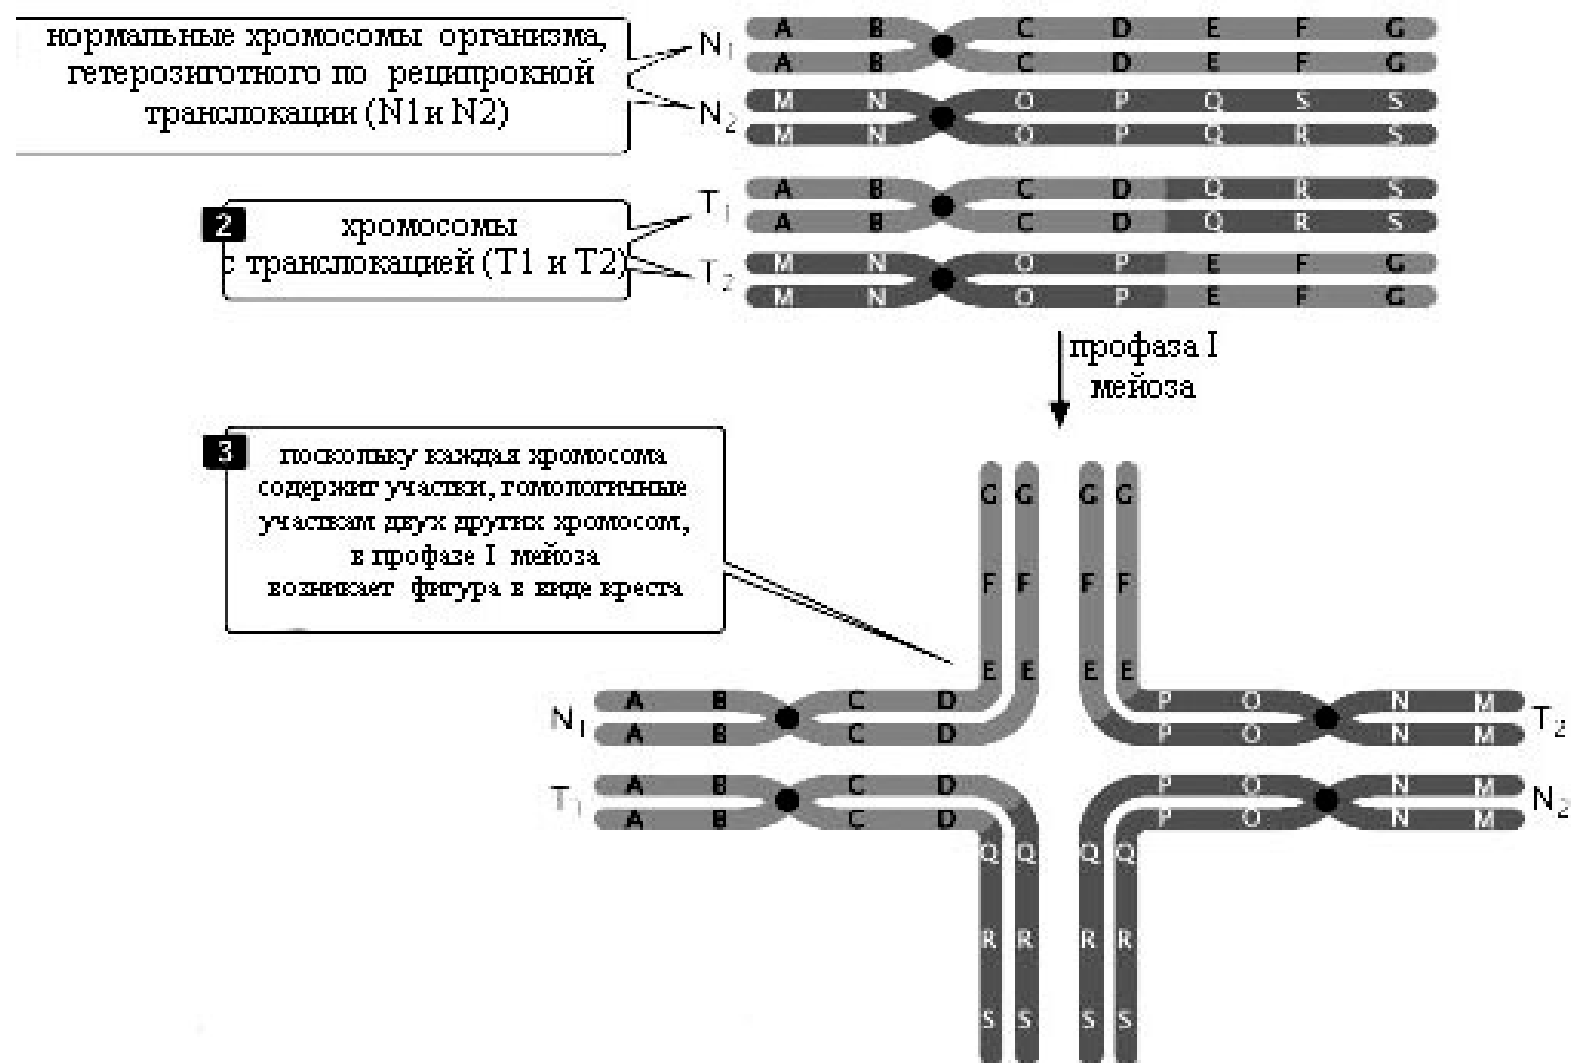 нормальные хромосомы организма,
гетерозиготного по реципрокной
транслокации (N1 и N2)
N1 A B C D E F G
A B C D E F G
N2 M N O P Q S S
M N O P Q R S
2 хромосомы
с транслокацией (T1 и T2)
T1 A B C D Q R S
A B C D Q R S
T2 M N O P E F G
M N O P E F G
профаза I
мейоза
3 поскольку каждая хромосома
содержит участки, гомологичные
участкам двух других хромосом,
в профазе I мейоза
возникает фигура в виде креста
G G G G
F F F F
E E E E
N1 A B C D P O N M T2
A B C D P O N M
T1 A B C D P O N M N2
A B C D P O N M
Q Q Q Q
R R R R
S S S S